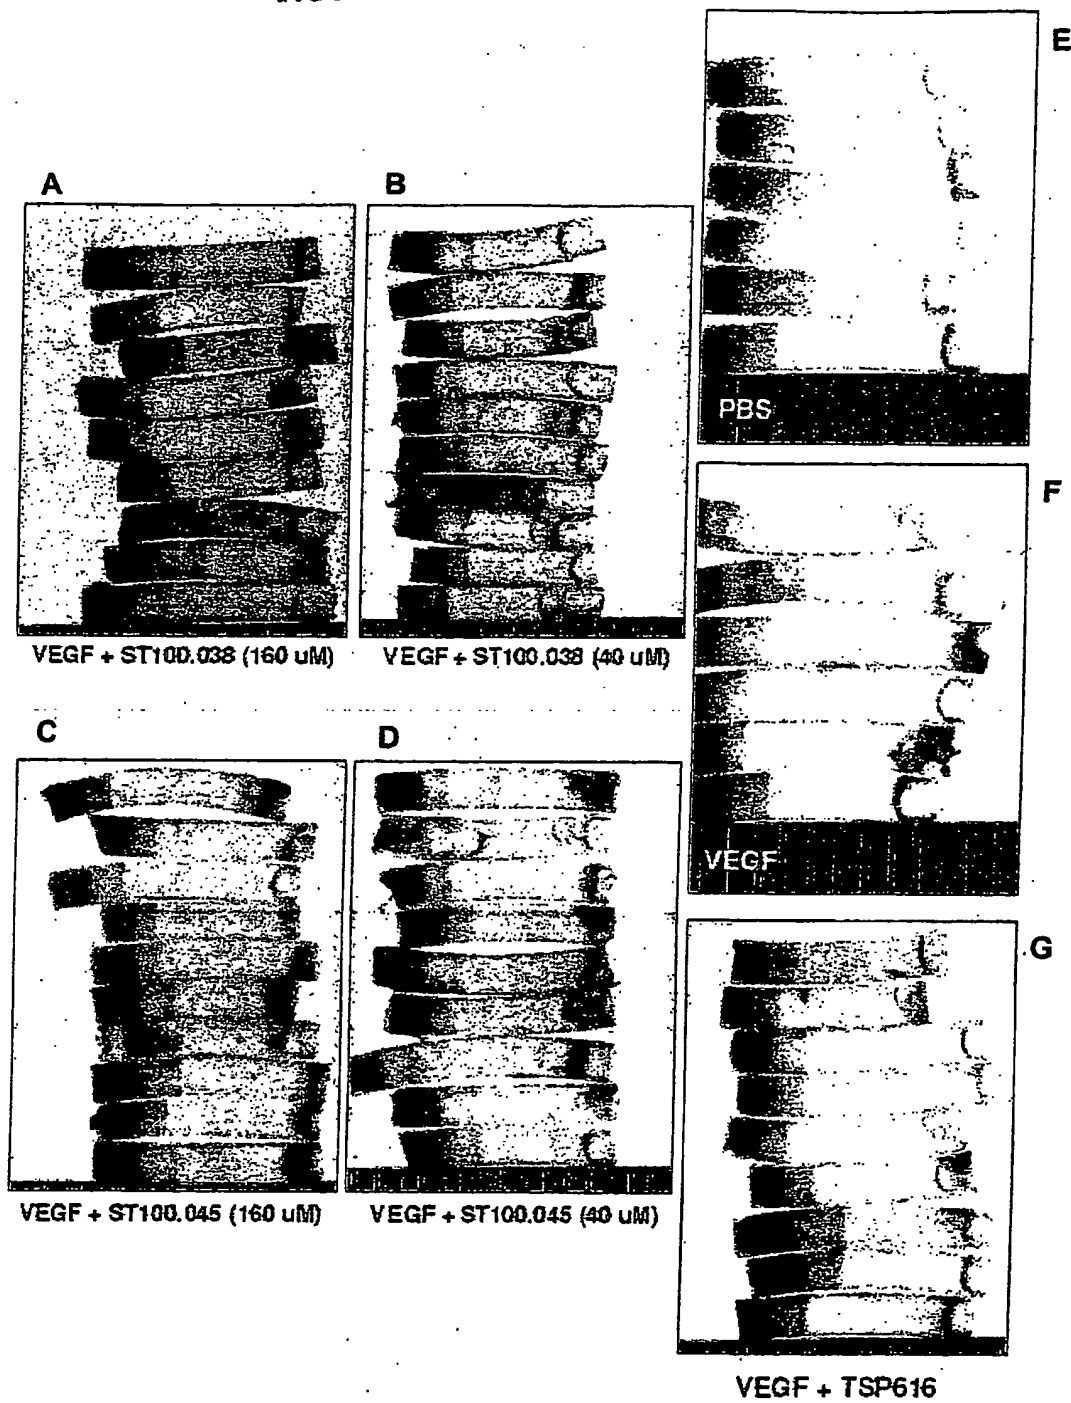 E
A
B
PBS
F
VEGF + ST100.038 (160 uM)
VEGF + ST100.038 (40 uM)
C
D
VEGF
G
VEGF + ST100.045 (160 uM)
VEGF + ST100.045 (40 uM)
VEGF + TSP616